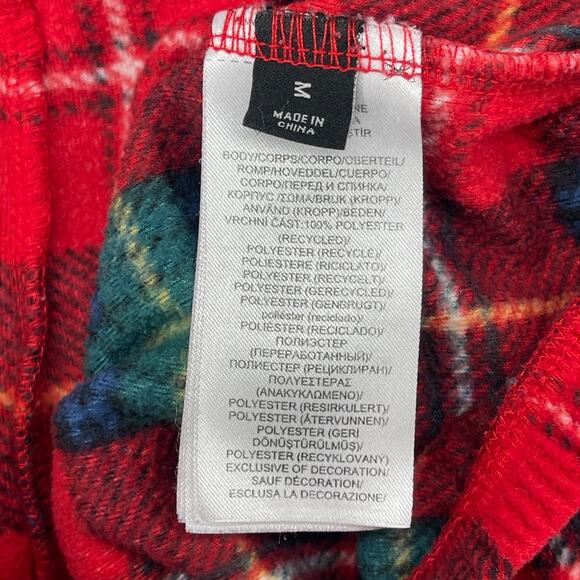 M
MADE IN
CHINA
NE
A
STIR
BODY/CORPS/CORPO/OBERTEIL/
ROMP/HOVEDDEL/CUERPO/
CORPO/ПЕРЕД И СПИНКА/
КОРПУС /ΣΩΜΑ/BRUK (KROPP)/
ANVÄND (KROPP)/BEDEN/
VRCHNÍ ČÁST:100% POLYESTER
(RECYCLED)/
POLYESTER (RECYCLÉ)/
POLIESTERE (RICICLATO)/
POLYESTER (RECYCELT)/
POLYESTER (GERECYCLED)/
POLYESTER (GENBRUGT)/
poliéster (reciclado)/
POLIÉSTER (RECICLADO)/
ПОЛИЭСТЕР
(ПЕРЕРАБОТАННЫЙ)/
ПОЛИЕСТЕР (РЕЦИКЛИРАН)/
ΠΟΛΥΕΣΤΕΡΑΣ
(ΑΝΑΚΥΚΛΩΜΕΝΟ)/
POLYESTER (RESIRKULERT)/
POLYESTER (ÅTERVUNNEN)/
POLYESTER (GERİ
DÖNÜŞTÜRÜLMÜŞ)/
POLYESTER (RECYKLOVANÝ)
EXCLUSIVE OF DECORATION/
SAUF DÉCORATION/
ESCLUSA LA DECORAZIONE/